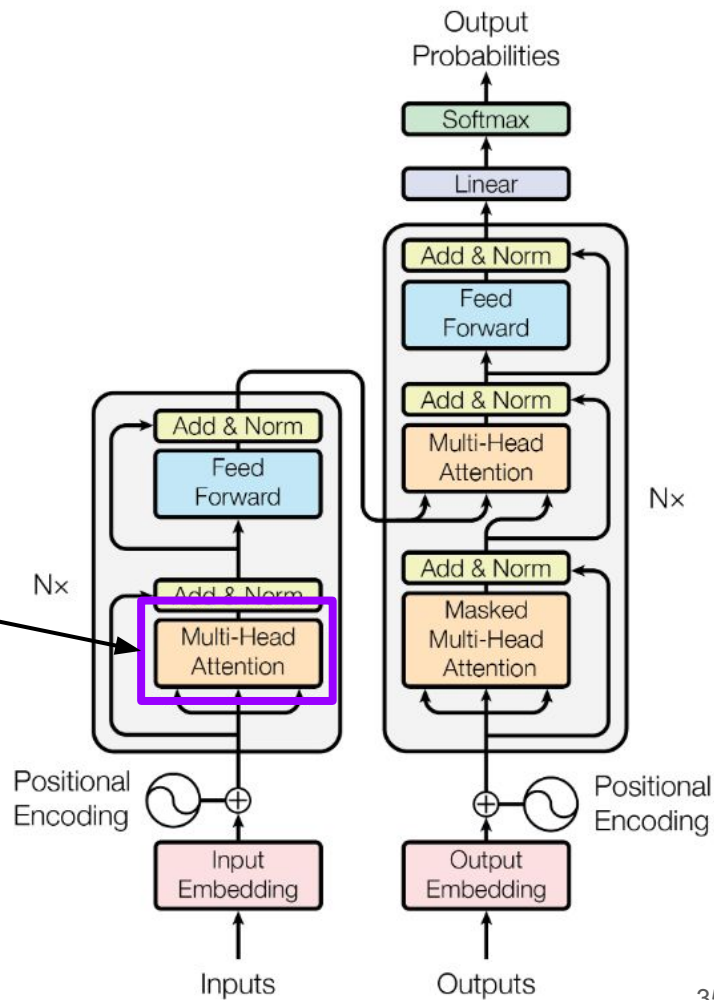 Output
Probabilities
Softmax
Linear
Add & Norm
Feed
Forward
Add & Norm
Multi-Head
Attention
Add & Norm
Masked
Multi-Head
Attention
Nx
Positional
Encoding
Output
Embedding
Outputs
Add & Norm
Feed
Forward
Add & Norm
Multi-Head
Attention
Nx
Positional
Encoding
Input
Embedding
Inputs